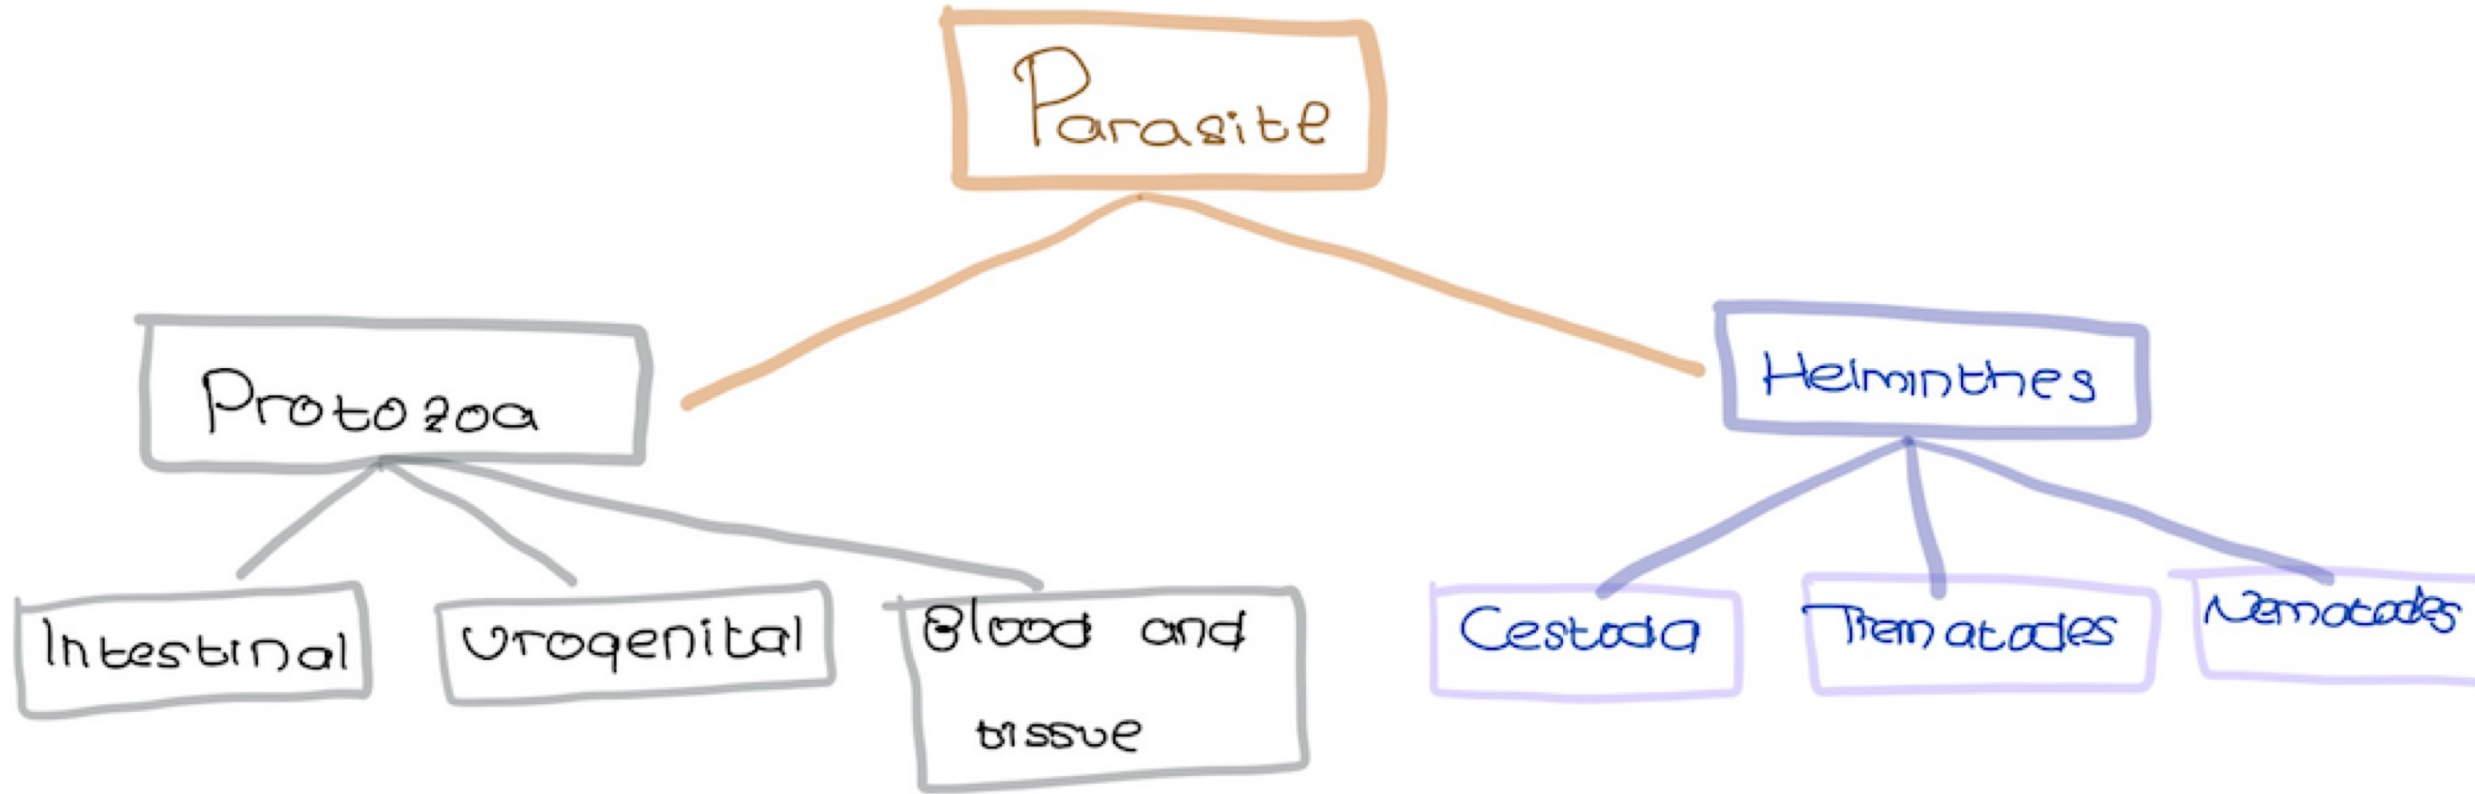 Parasite
Protozoa
Helminthes
Intestinal
Urogenital
Blood and
tissue
Cestoda
Trematodes
Nematodes